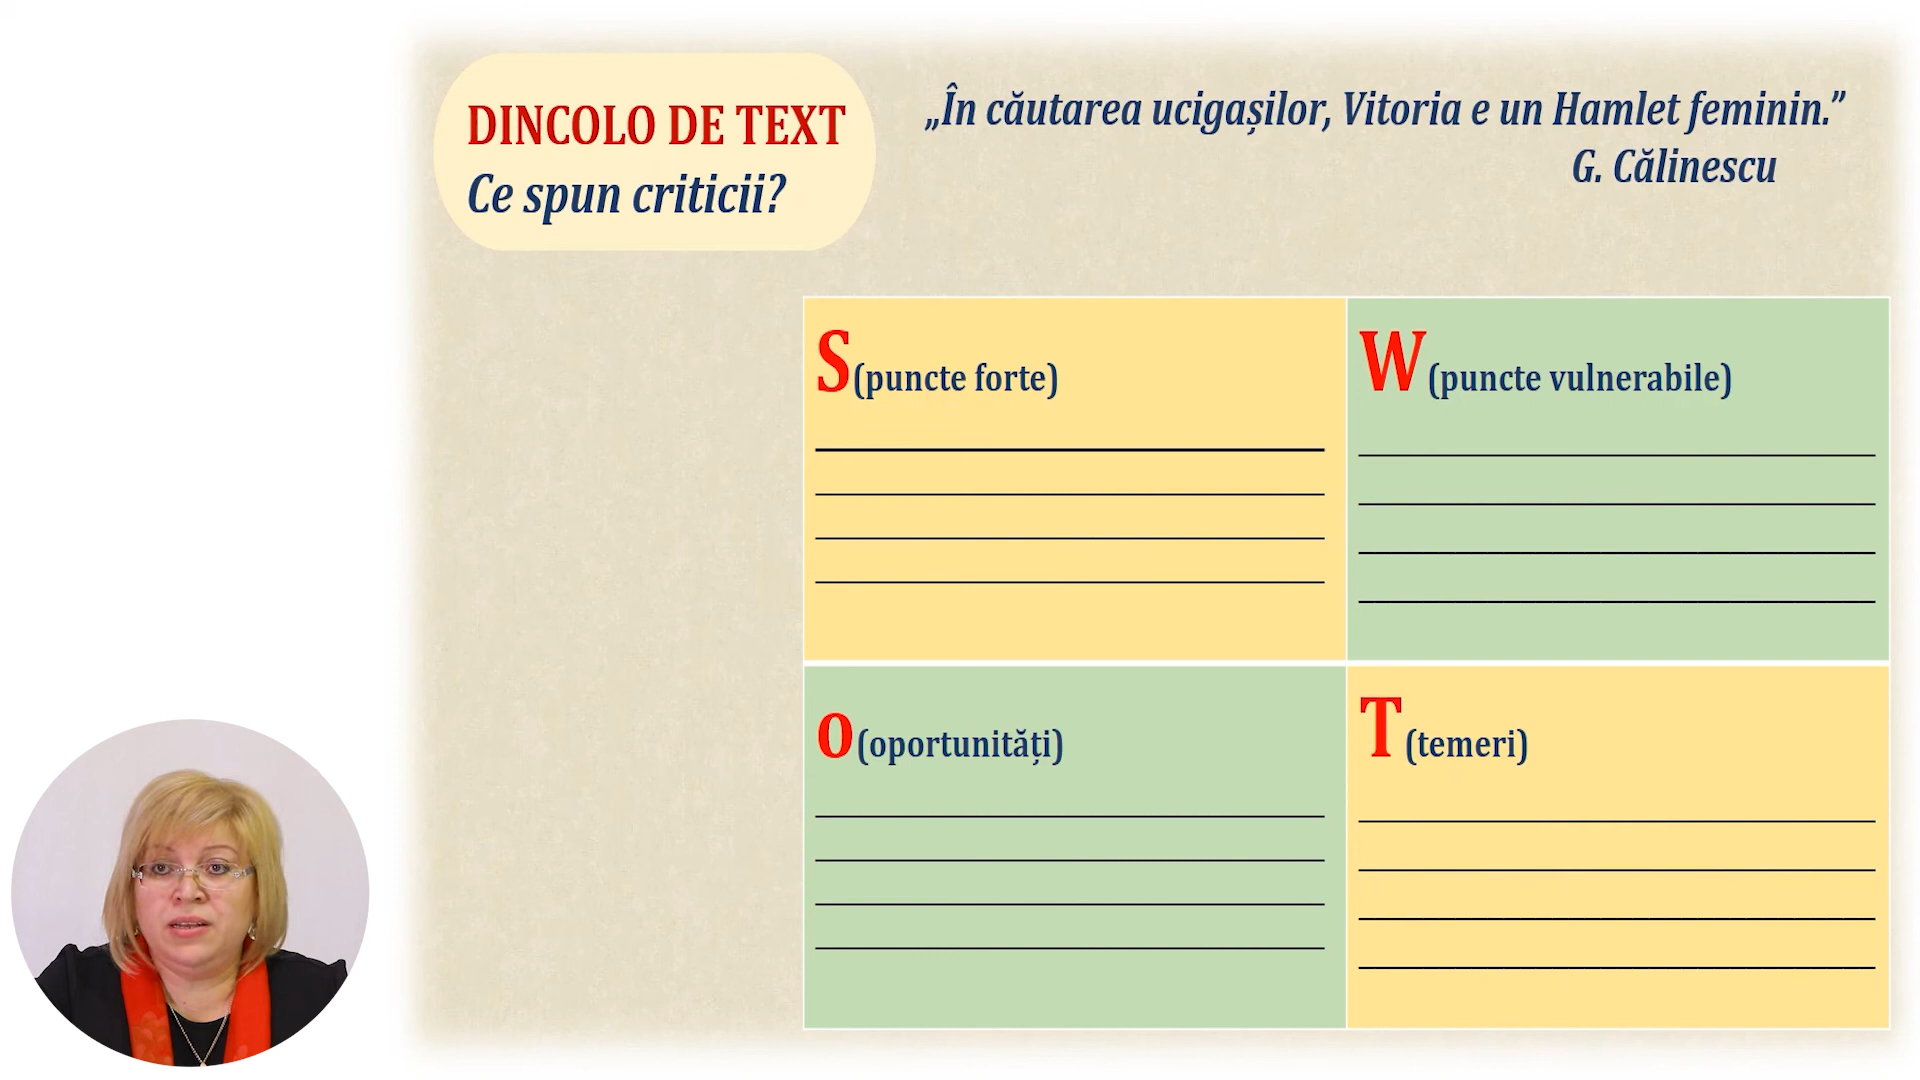 DINCOLO DE TEXT
Ce spun criticii?
„În căutarea ucigașilor, Vitoria e un Hamlet feminin.”
G. Călinescu
S(puncte forte)
W(puncte vulnerabile)
O(oportunități)
T(temeri)